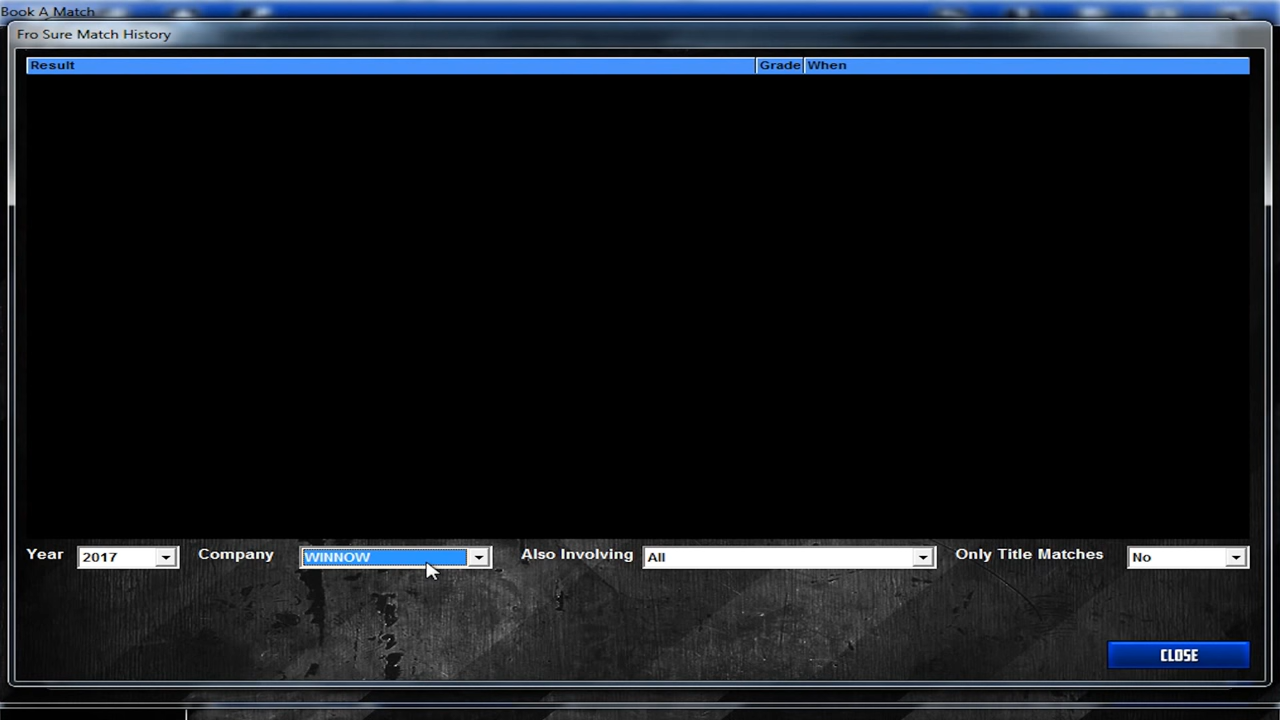 Book A Match
Fro Sure Match History
Result Grade When
Year 2017 Company WINNOW Also Involving All Only Title Matches No
CLOSE